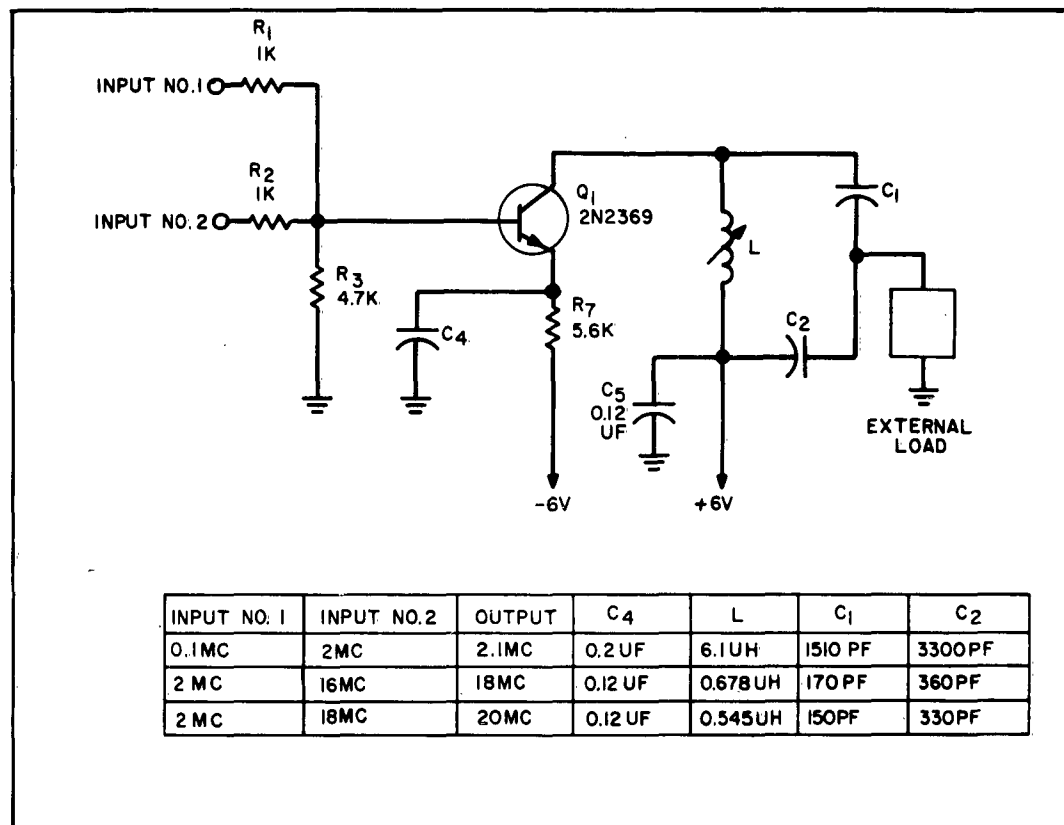 R1
1K
INPUT NO.1
R2
1K
INPUT NO. 2
R3
4.7K
Q1
2N2369
C4
R7
5.6K
L
C1
C2
C5
0.12
UF
EXTERNAL
LOAD
-6V
+6V
INPUT NO. 1 INPUT NO.2 OUTPUT C4 L C1 C2
0.1MC 2MC 2.1MC 0.2 UF 6.1UH 1510 PF 3300PF
2 MC 16MC 18MC 0.12 UF 0.678UH 170 PF 360PF
2 MC 18MC 20MC 0.12 UF 0.545UH 150PF 330PF